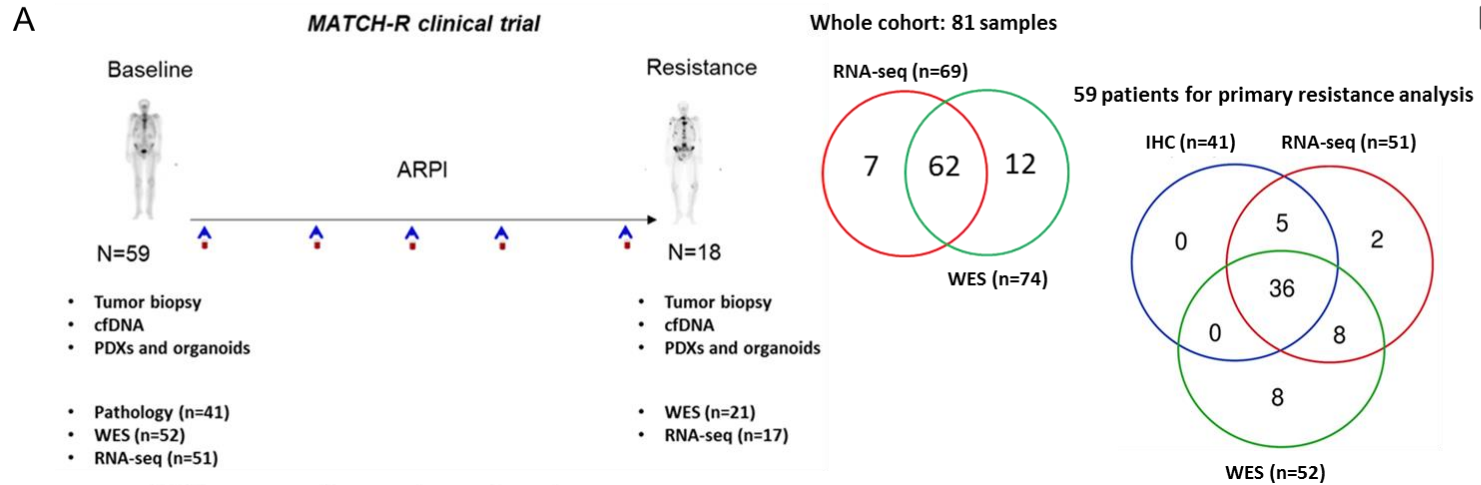 A
MATCH-R clinical trial
Baseline
Resistance
ARPI
N=59
N=18
• Tumor biopsy
• cfDNA
• PDXs and organoids
• Pathology (n=41)
• WES (n=52)
• RNA-seq (n=51)
• Tumor biopsy
• cfDNA
• PDXs and organoids
• WES (n=21)
• RNA-seq (n=17)
Whole cohort: 81 samples
RNA-seq (n=69)
7
62
12
WES (n=74)
59 patients for primary resistance analysis
IHC (n=41)
RNA-seq (n=51)
0
5
2
36
0
8
8
WES (n=52)